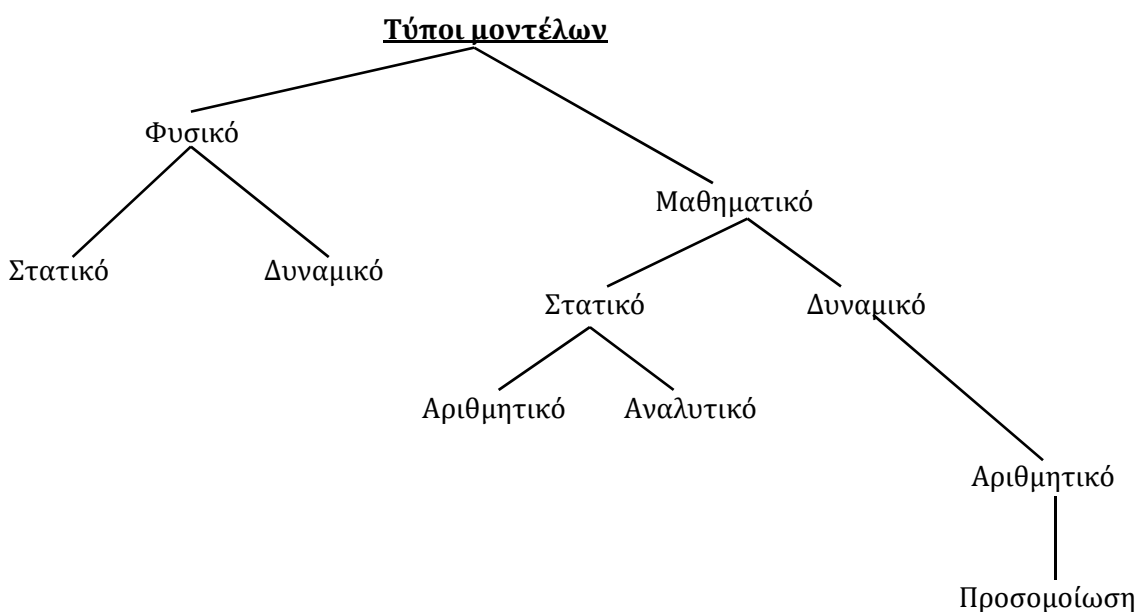 Τύποι μοντέλων
Φυσικό
Μαθηματικό
Στατικό
Δυναμικό
Στατικό
Δυναμικό
Αριθμητικό
Αναλυτικό
Αριθμητικό
Προσομοίωση